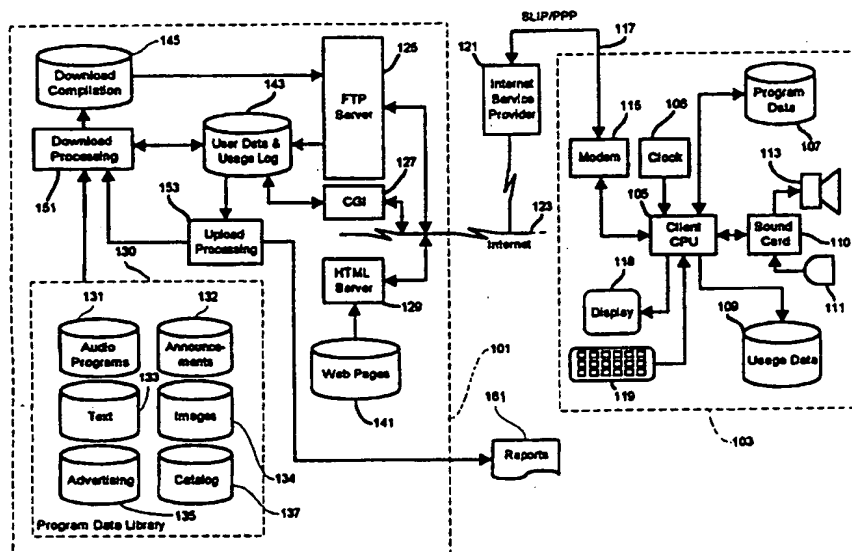 145
Download
Compilation
Download
Processing
151
143
User Data &
Usage Log
125
FTP
Server
127
CGI
153
Upload
Processing
130
HTML
Server
129
Web Pages
141
131
Audio
Programs
132
Announce-
ments
133
Text
Images
134
Advertising
135
Catalog
137
Program Data Library
101
161
Reports
SLIP/PPP
117
121
Internet
Service
Provider
123
Internet
115
Modem
106
Clock
Program
Data
107
113
105
Client
CPU
Sound
Card
110
111
118
Display
119
109
Usage Data
103